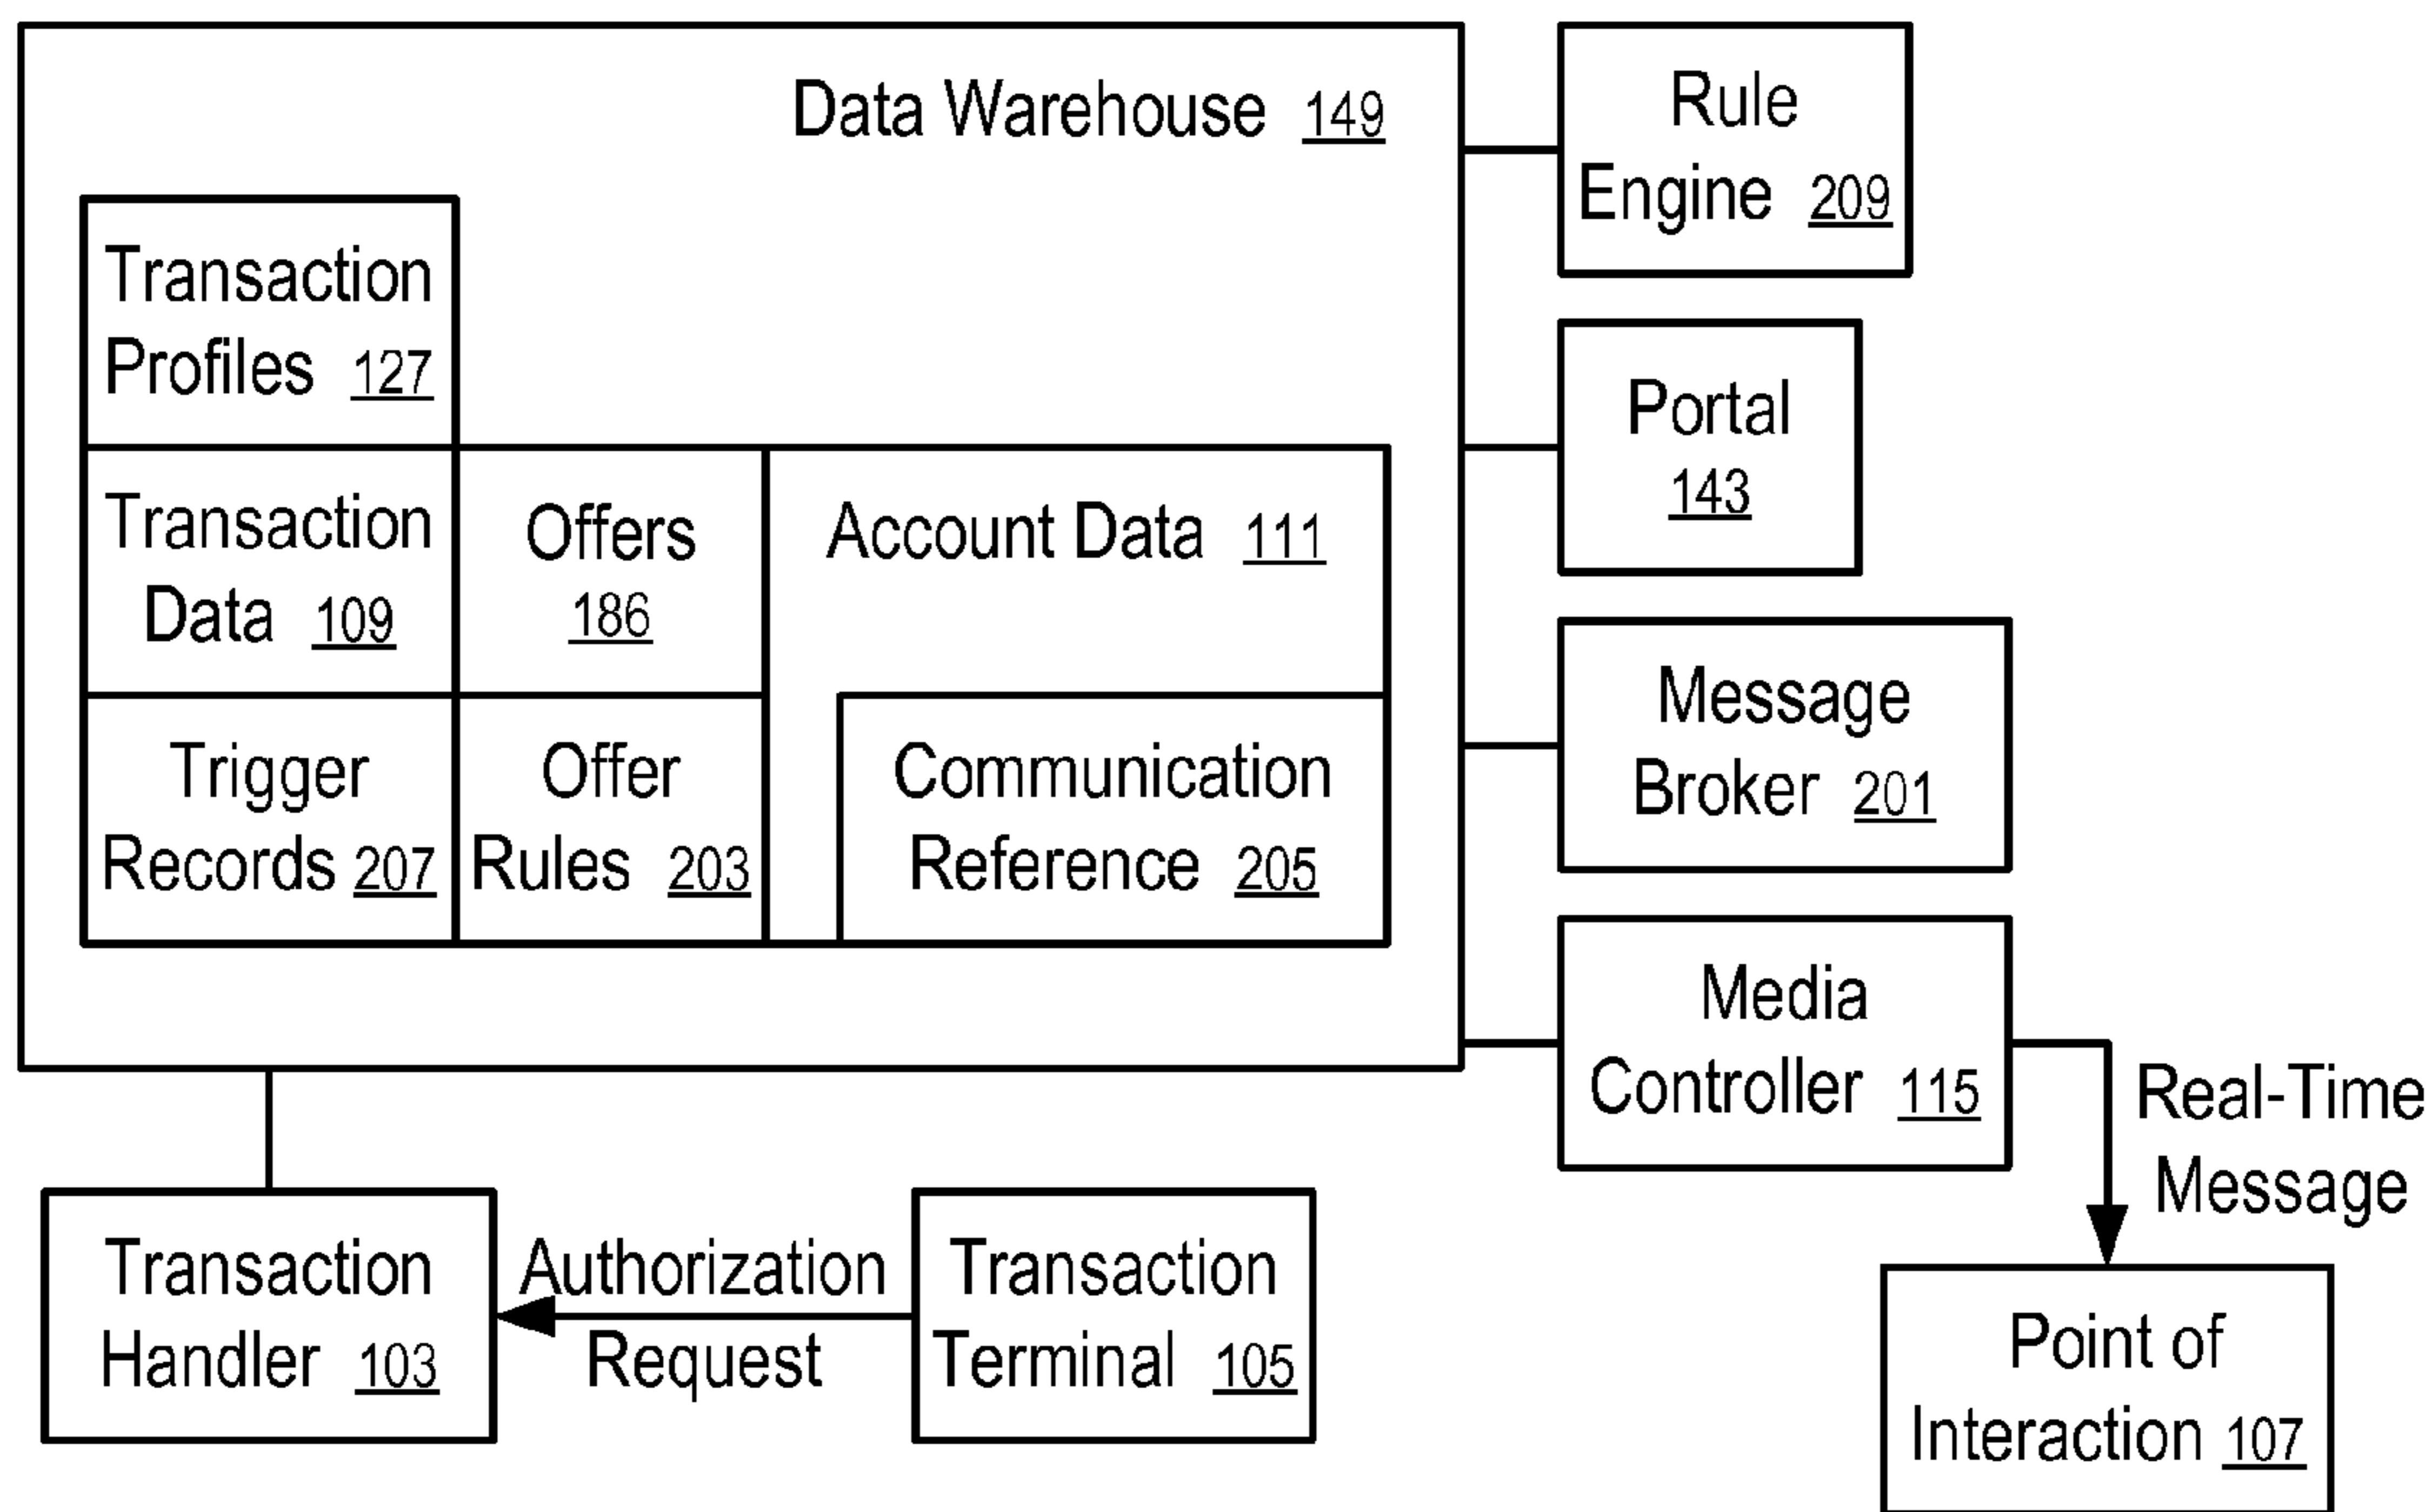 Data Warehouse 149
Transaction
Profiles 127
Transaction
Data 109
Offers
186
Account Data 111
Trigger
Records 207
Offer
Rules 203
Communication
Reference 205
Rule
Engine 209
Portal
143
Message
Broker 201
Media
Controller 115
Real-Time
Message
Transaction
Handler 103
Authorization
Request
Transaction
Terminal 105
Point of
Interaction 107